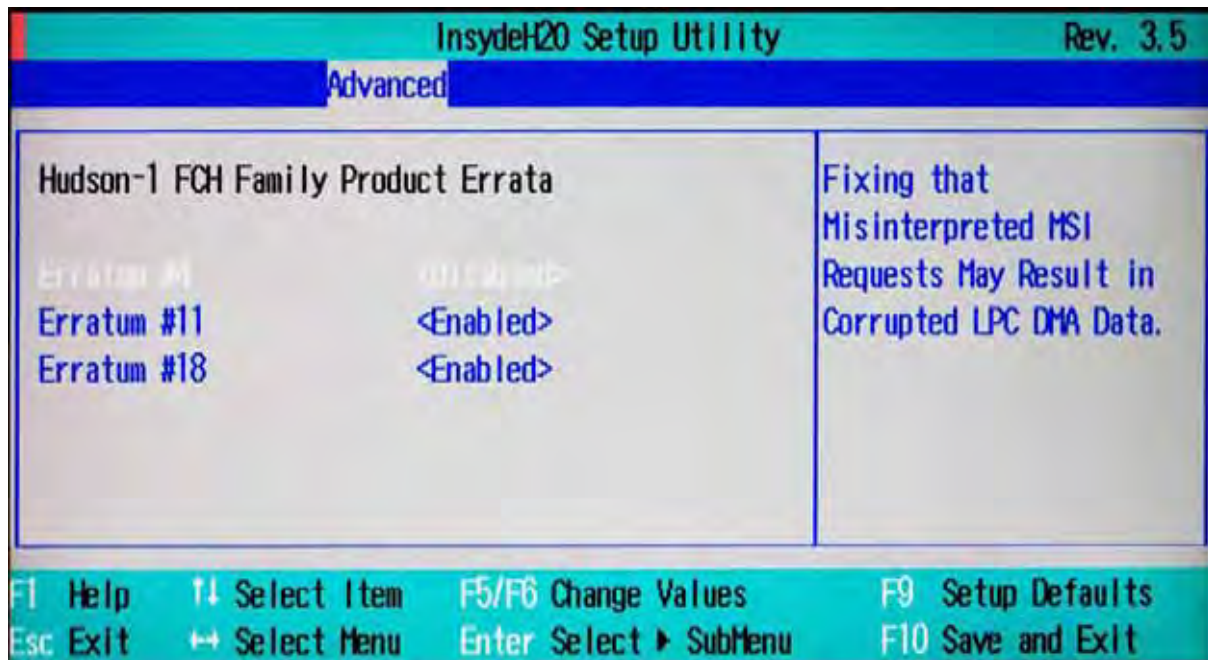 InsydeH20 Setup Utility Rev. 3.5
Advanced
Hudson-1 FCH Family Product Errata
Erratum
Erratum #11 <Enabled>
Erratum #18 <Enabled>
Fixing that
Misinterpreted MSI
Requests May Result in
Corrupted LPC DMA Data.
F1 Help ↑↓ Select Item F5/F6 Change Values F9 Setup Defaults
Esc Exit ↔ Select Menu Enter Select ▶ SubMenu F10 Save and Exit